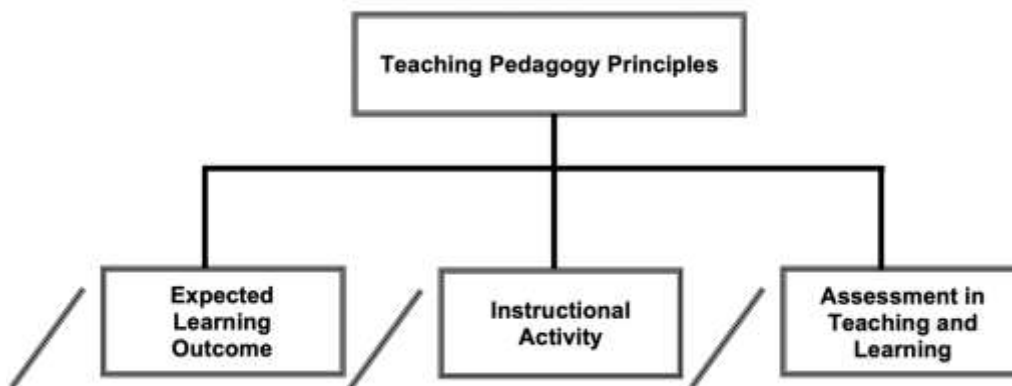 Teaching Pedagogy Principles
Expected
Learning
Outcome
Instructional
Activity
Assessment in
Teaching and
Learning